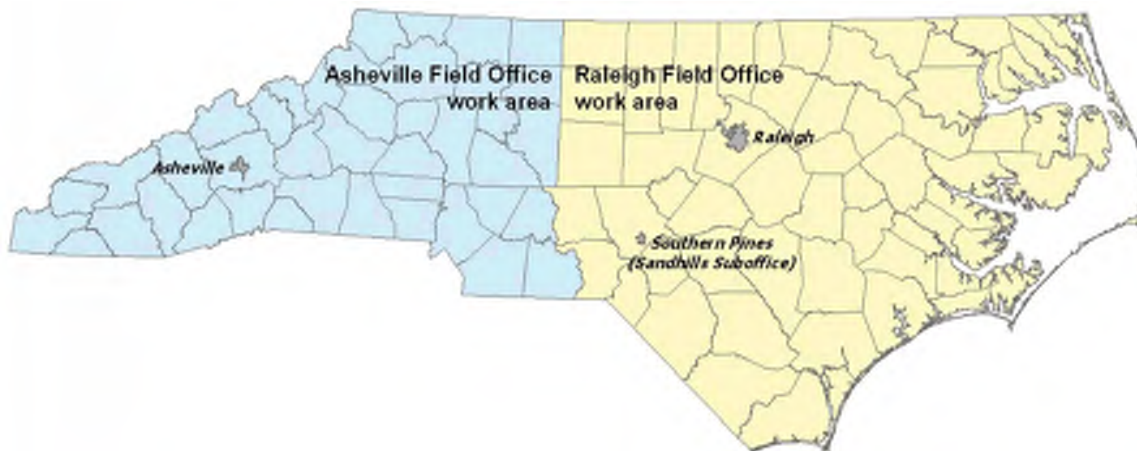 Asheville Field Office
work area
Raleigh Field Office
work area
Raleigh
Asheville
Southern Pines
(Sandhills Suboffice)